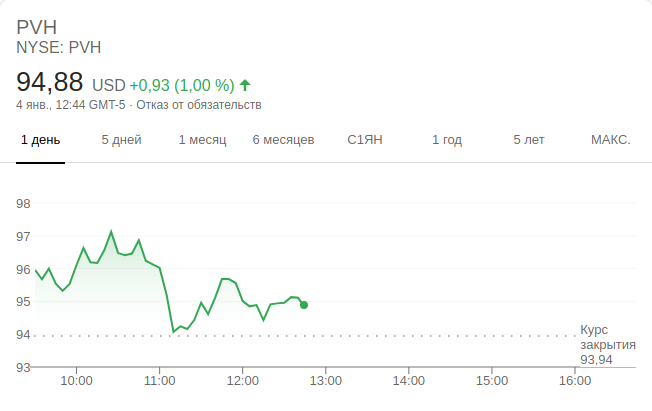 PVH
NYSE: PVH
94,88 USD +0,93 (1,00 %)
4 янв., 12:44 GMT-5 · Отказ от обязательств
1 день 5 дней 1 месяц 6 месяцев С1ЯН 1 год 5 лет МАКС.
98
97
96
95
94
93
Курс
закрытия
93,94
10:00 11:00 12:00 13:00 14:00 15:00 16:00